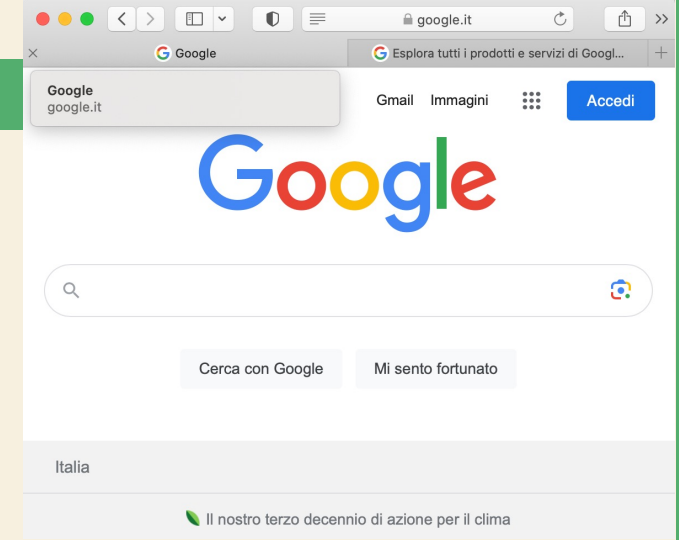 google.it
Google
Esplora tutti i prodotti e servizi di Googl...
Google
google.it
Gmail Immagini
Accedi
Google
Cerca con Google
Mi sento fortunato
Italia
Il nostro terzo decennio di azione per il clima